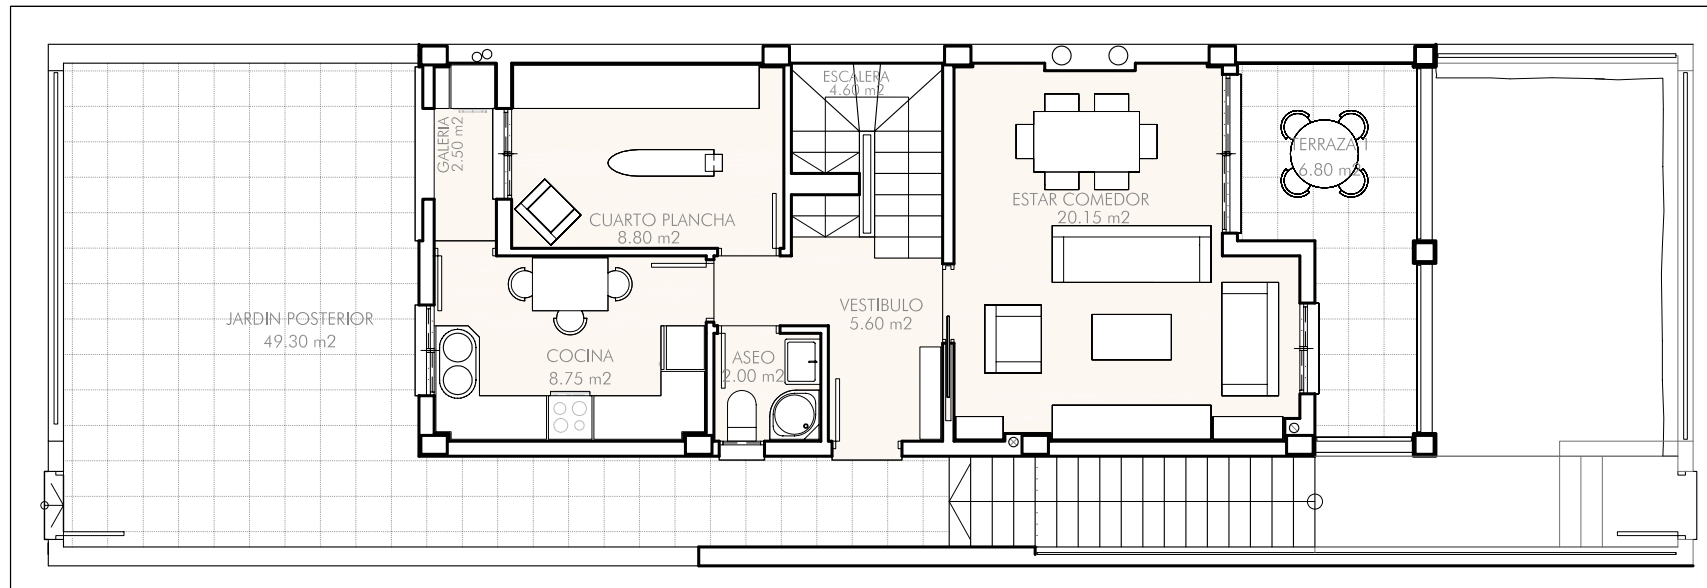 ESCALERA
4.60 m2
GALERIA
2.50 m2
TERRAZA 1
6.80 m2
ESTAR COMEDOR
20.15 m2
CUARTO PLANCHA
8.80 m2
VESTÍBULO
5.60 m2
JARDIN POSTERIOR
49.30 m2
COCINA
8.75 m2
ASEO
2.00 m2